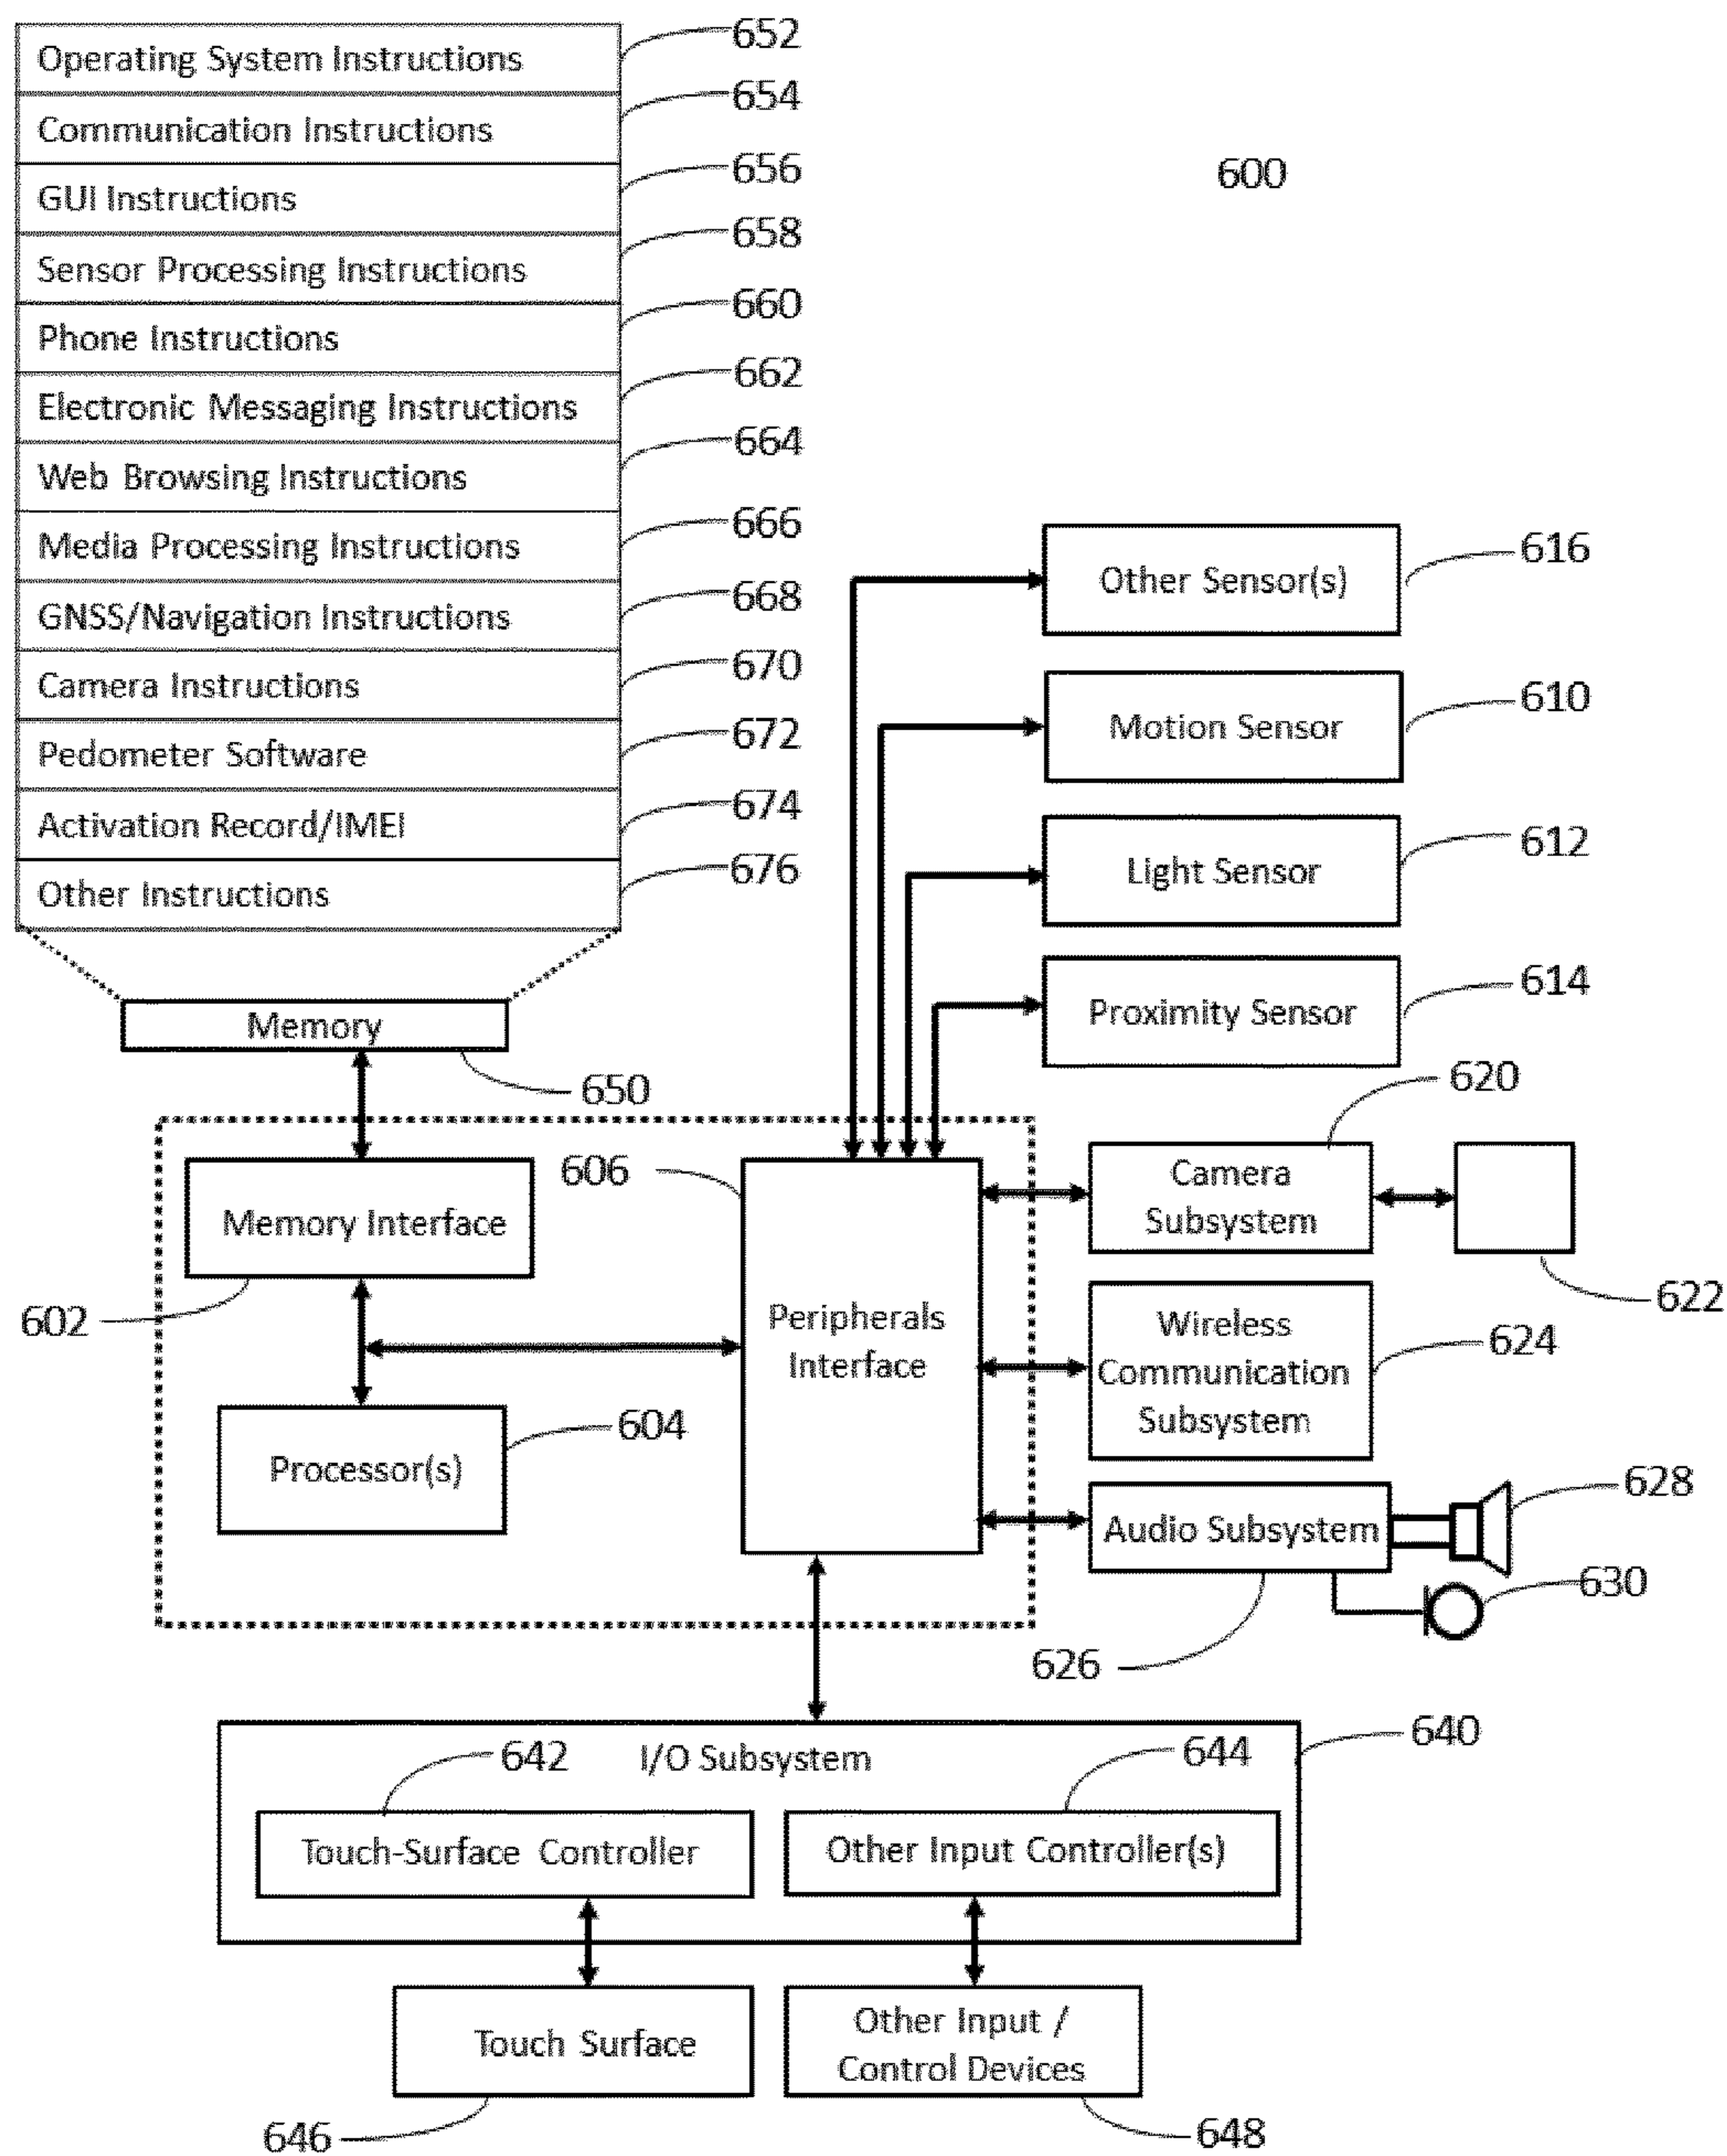 Operating System Instructions
652
Communication Instructions
654
GUI Instructions
656
Sensor Processing Instructions
658
Phone Instructions
660
Electronic Messaging Instructions
662
Web Browsing Instructions
664
Media Processing Instructions
666
GNSS/Navigation Instructions
668
Camera Instructions
670
Pedometer Software
672
Activation Record/IMEI
674
Other Instructions
676
600
Other Sensor(s)
616
Motion Sensor
610
Light Sensor
612
Proximity Sensor
614
Memory
650
Memory Interface
602
606
Peripherals
Interface
Processor(s)
604
620
Camera
Subsystem
622
Wireless
Communication
Subsystem
624
Audio Subsystem
628
630
626
I/O Subsystem
640
642
644
Touch-Surface Controller
Other Input Controller(s)
Touch Surface
646
Other Input /
Control Devices
648